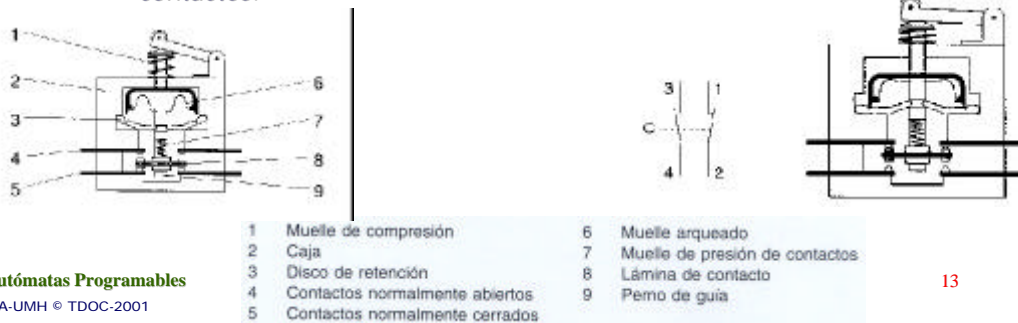 contactos.
1
2
3
4
5
6
7
8
9
3 1
C
4 2
1 Muelle de compresión
2 Caja
3 Disco de retención
4 Contactos normalmente abiertos
5 Contactos normalmente cerrados
6 Muelle arqueado
7 Muelle de presión de contactos
8 Lámina de contacto
9 Perno de guía
utómatas Programables
A-UMH © TDOC-2001
13